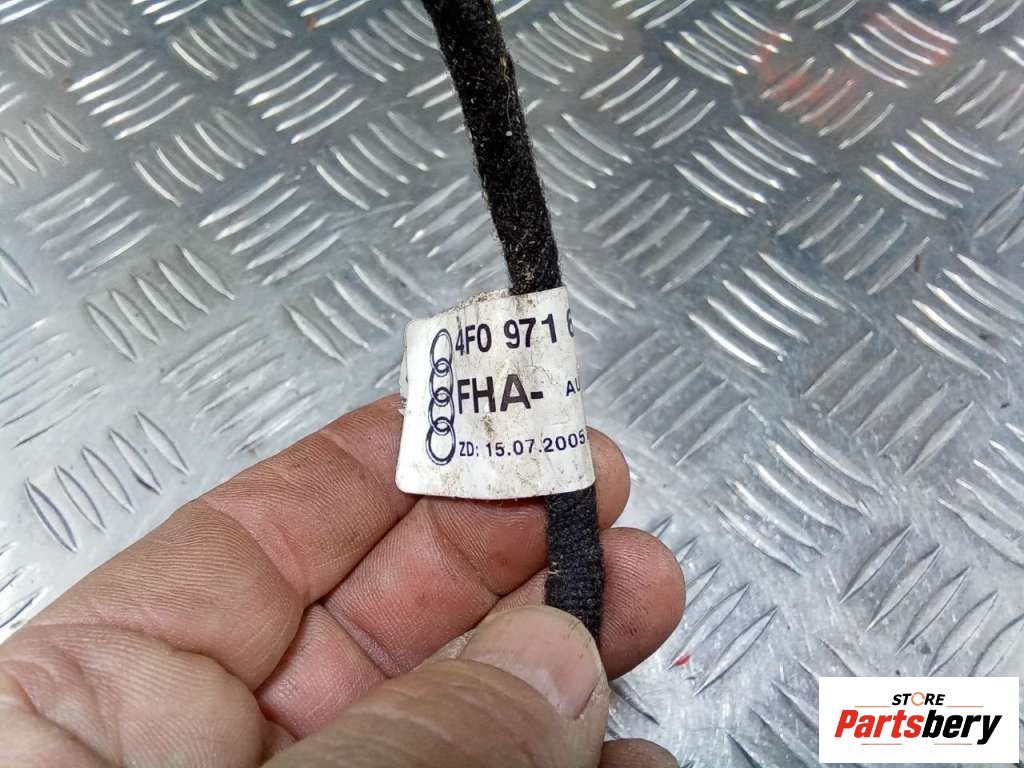 4F0 971
FHA-
ZD: 15.07.2005
STORE
Partsbery